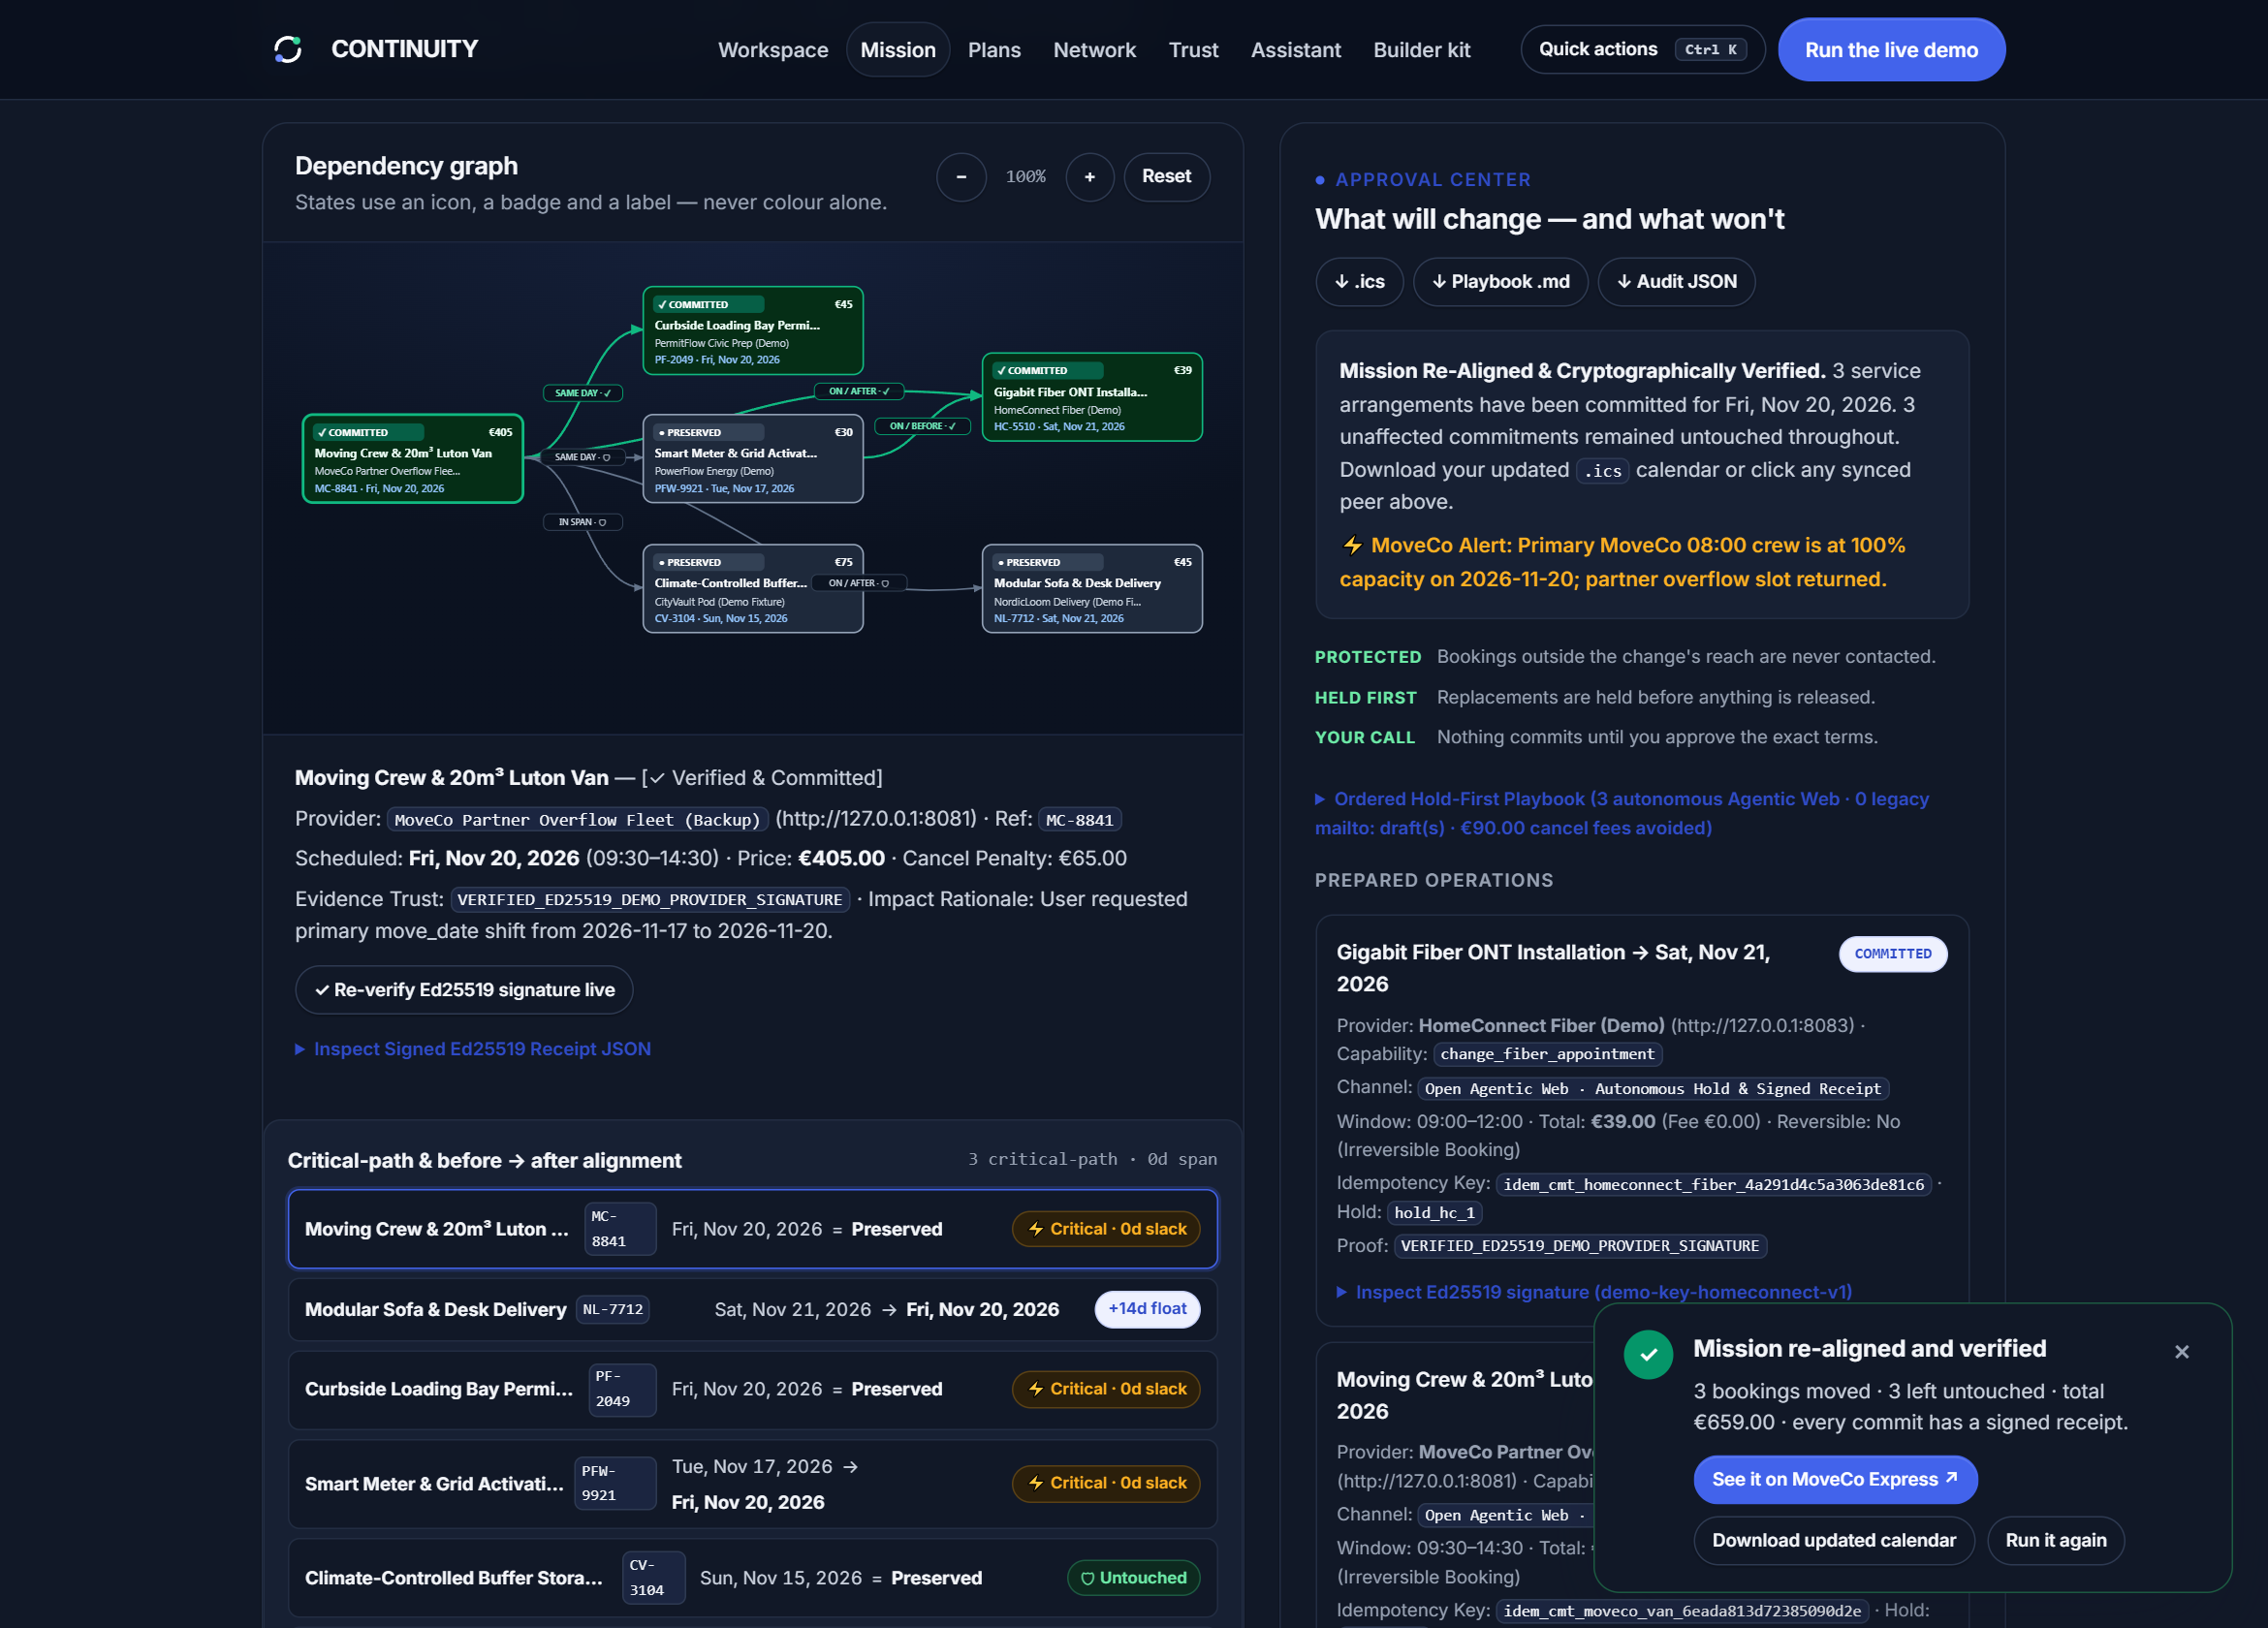 CONTINUITY
Workspace
Mission
Plans
Network
Trust
Assistant
Builder kit
Quick actions Ctrl K
Run the live demo
Dependency graph
States use an icon, a badge and a label — never colour alone.
−
100%
+
Reset
✓ COMMITTED €45
Curbside Loading Bay Permi...
PermitFlow Civic Prep (Demo)
PF-2049 · Fri, Nov 20, 2026
✓ COMMITTED €39
Gigabit Fiber ONT Installa...
HomeConnect Fiber (Demo)
HC-5510 · Sat, Nov 21, 2026
SAME DAY · ✓
ON / AFTER · ✓
ON / BEFORE · ✓
✓ COMMITTED €405
Moving Crew & 20m³ Luton Van
MoveCo Partner Overflow Flee...
MC-8841 · Fri, Nov 20, 2026
SAME DAY ·
● PRESERVED €30
Smart Meter & Grid Activat...
PowerFlow Energy (Demo)
PFW-9921 · Tue, Nov 17, 2026
IN SPAN ·
● PRESERVED €75
Climate-Controlled Buffer...
CityVault Pod (Demo Fixture)
CV-3104 · Sun, Nov 15, 2026
ON / AFTER ·
● PRESERVED €45
Modular Sofa & Desk Delivery
NordicLoom Delivery (Demo Fi...
NL-7712 · Sat, Nov 21, 2026
Moving Crew & 20m³ Luton Van — [✓ Verified & Committed]
Provider: MoveCo Partner Overflow Fleet (Backup) (http://127.0.0.1:8081) · Ref: MC-8841
Scheduled: Fri, Nov 20, 2026 (09:30–14:30) · Price: €405.00 · Cancel Penalty: €65.00
Evidence Trust: VERIFIED_ED25519_DEMO_PROVIDER_SIGNATURE · Impact Rationale: User requested
primary move_date shift from 2026-11-17 to 2026-11-20.
✓ Re-verify Ed25519 signature live
▶ Inspect Signed Ed25519 Receipt JSON
Critical-path & before → after alignment
3 critical-path · 0d span
Moving Crew & 20m³ Luton ...
MC-
8841
Fri, Nov 20, 2026 = Preserved
⚡ Critical · 0d slack
Modular Sofa & Desk Delivery NL-7712 Sat, Nov 21, 2026 → Fri, Nov 20, 2026 +14d float
Curbside Loading Bay Permi...
PF-
2049
Fri, Nov 20, 2026 = Preserved
⚡ Critical · 0d slack
Smart Meter & Grid Activati...
PFW-
9921
Tue, Nov 17, 2026 →
Fri, Nov 20, 2026
⚡ Critical · 0d slack
Climate-Controlled Buffer Stora...
CV-
3104
Sun, Nov 15, 2026 = Preserved
Untouched
● APPROVAL CENTER
What will change — and what won't
↓ .ics
↓ Playbook .md
↓ Audit JSON
Mission Re-Aligned & Cryptographically Verified. 3 service
arrangements have been committed for Fri, Nov 20, 2026. 3
unaffected commitments remained untouched throughout.
Download your updated .ics calendar or click any synced
peer above.
⚡ MoveCo Alert: Primary MoveCo 08:00 crew is at 100%
capacity on 2026-11-20; partner overflow slot returned.
PROTECTED Bookings outside the change's reach are never contacted.
HELD FIRST Replacements are held before anything is released.
YOUR CALL Nothing commits until you approve the exact terms.
▶ Ordered Hold-First Playbook (3 autonomous Agentic Web · 0 legacy
mailto: draft(s) · €90.00 cancel fees avoided)
PREPARED OPERATIONS
Gigabit Fiber ONT Installation → Sat, Nov 21,
2026
COMMITTED
Provider: HomeConnect Fiber (Demo) (http://127.0.0.1:8083) ·
Capability: change_fiber_appointment
Channel: Open Agentic Web · Autonomous Hold & Signed Receipt
Window: 09:00–12:00 · Total: €39.00 (Fee €0.00) · Reversible: No
(Irreversible Booking)
Idempotency Key: idem_cmt_homeconnect_fiber_4a291d4c5a3063de81c6 ·
Hold: hold_hc_1
Proof: VERIFIED_ED25519_DEMO_PROVIDER_SIGNATURE
▶ Inspect Ed25519 signature (demo-key-homeconnect-v1)
Moving Crew & 20m³ Luto
2026
Provider: MoveCo Partner Ov
(http://127.0.0.1:8081) · Capabi
Channel: Open Agentic Web ·
Window: 09:30–14:30 · Total:
(Irreversible Booking)
Idempotency Key: idem_cmt_moveco_van_6eada813d72385090d2e · Hold:
Mission re-aligned and verified
✕
3 bookings moved · 3 left untouched · total
€659.00 · every commit has a signed receipt.
See it on MoveCo Express ↗
Download updated calendar
Run it again